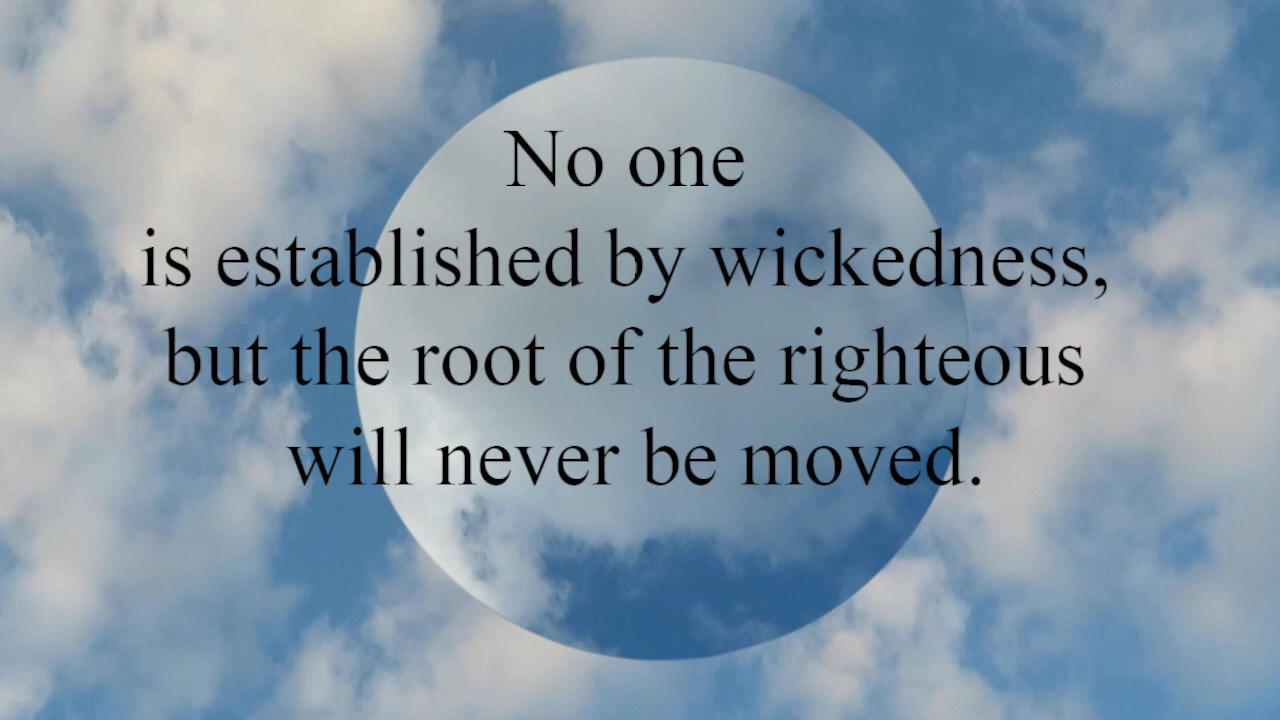 No one
is established by wickedness,
but the root of the righteous
will never be moved.